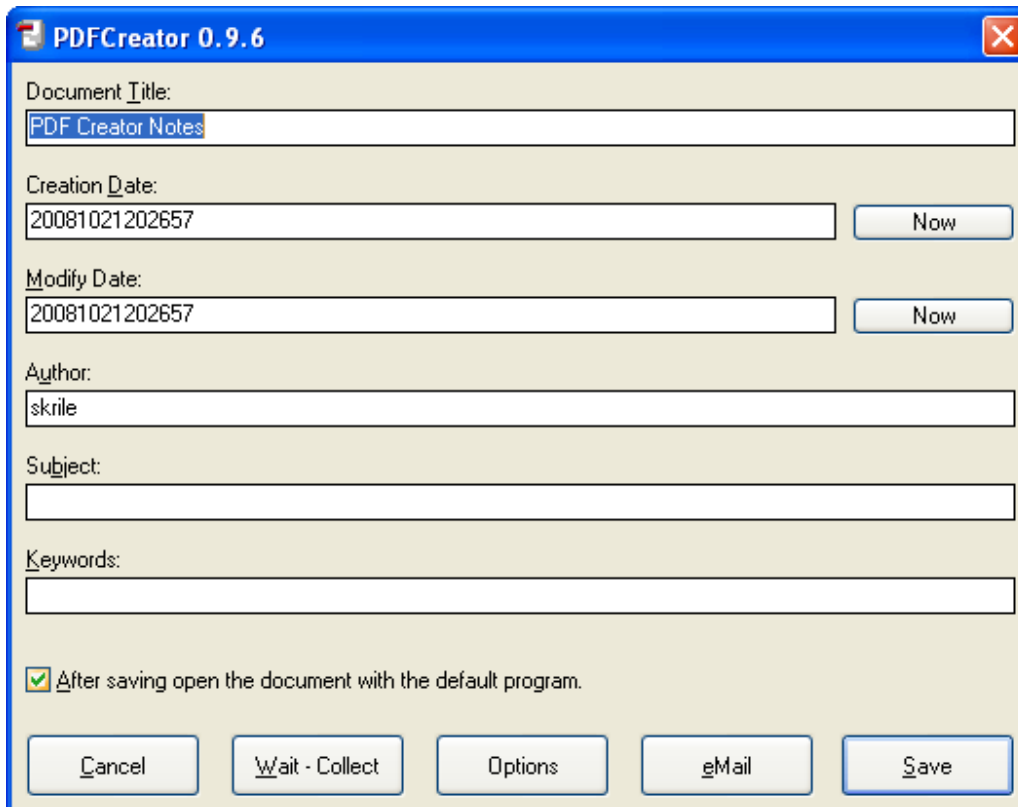 PDFCreator 0.9.6
Document Title:
PDF Creator Notes
Creation Date:
20081021202657
Now
Modify Date:
20081021202657
Now
Author:
skrile
Subject:
Keywords:
After saving open the document with the default program.
Cancel
Wait - Collect
Options
eMail
Save